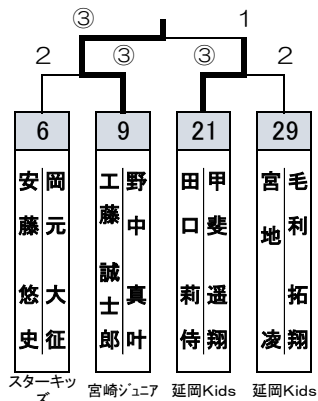 ③ 1
2 ③ ③ 2
6 9 21 29
安藤 悠史 岡元 大征
工藤 誠士郎 野中 真叶
田口 莉侍 甲斐 遥翔
宮地 凌 毛利 拓翔
スターキッズ 宮崎ジュニア 延岡Kids 延岡Kids